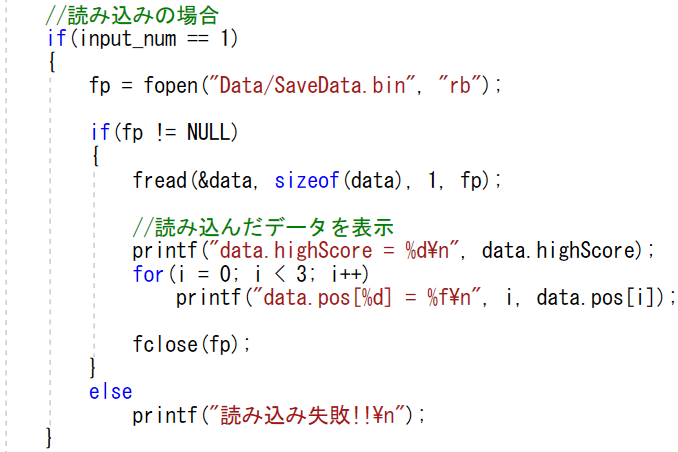 //読み込みの場合
if(input_num == 1)
{
fp = fopen("Data/SaveData.bin", "rb");
if(fp != NULL)
{
fread(&data, sizeof(data), 1, fp);
//読み込んだデータを表示
printf("data.highScore = %d¥n", data.highScore);
for(i = 0; i < 3; i++)
printf("data.pos[%d] = %f¥n", i, data.pos[i]);
fclose(fp);
}
else
printf("読み込み失敗!!¥n");
}